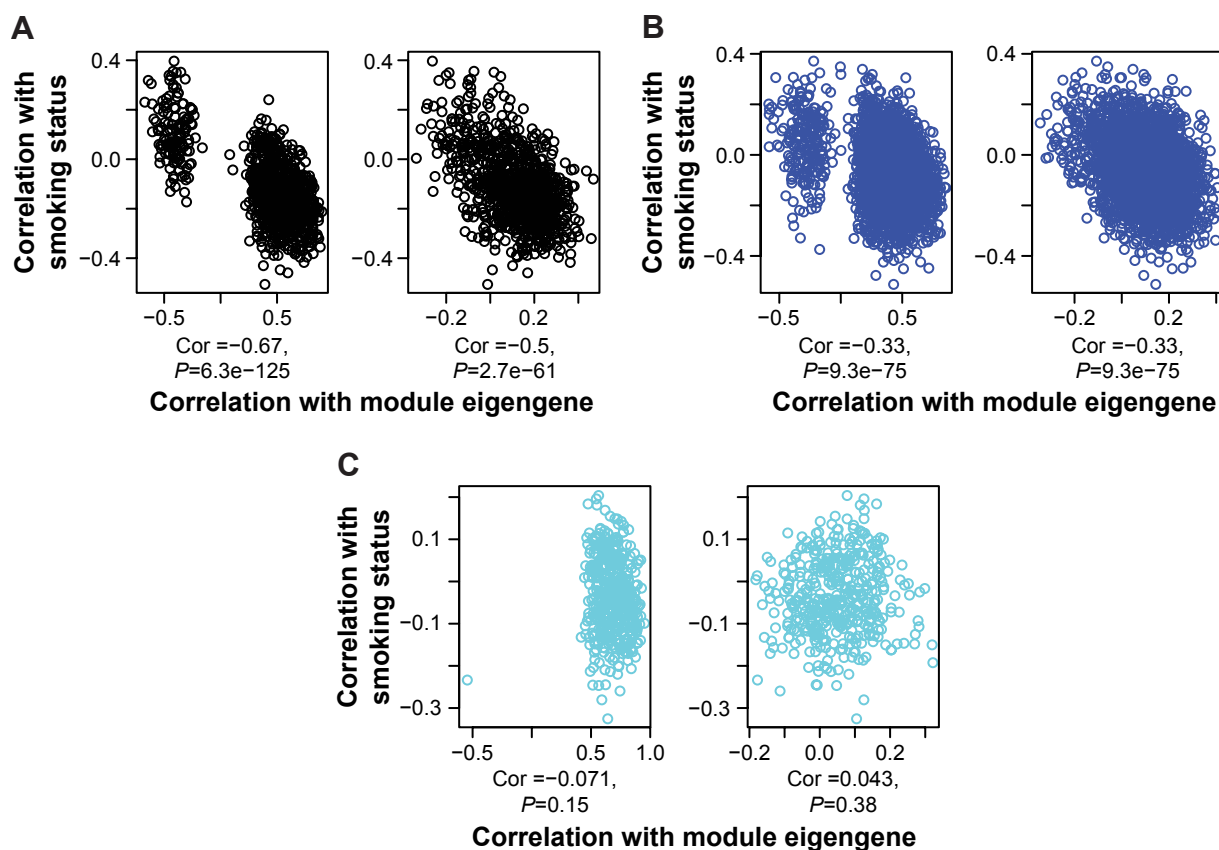 A
B
Correlation with
smoking status
0.4
0.0
−0.4
−0.5
0.5
Cor =−0.67,
P=6.3e−125
0.4
0.0
−0.4
−0.2
0.2
Cor =−0.5,
P=2.7e−61
Correlation with module eigengene
Correlation with
smoking status
0.4
0.0
−0.4
−0.5
0.5
Cor =−0.33,
P=9.3e−75
0.4
0.0
−0.4
−0.2
0.2
Cor =−0.33,
P=9.3e−75
Correlation with module eigengene
C
Correlation with
smoking status
0.1
−0.1
−0.3
−0.5
0.5
1.0
Cor =−0.071,
P=0.15
0.1
−0.1
−0.3
−0.2
0.0
0.2
Cor =0.043,
P=0.38
Correlation with module eigengene